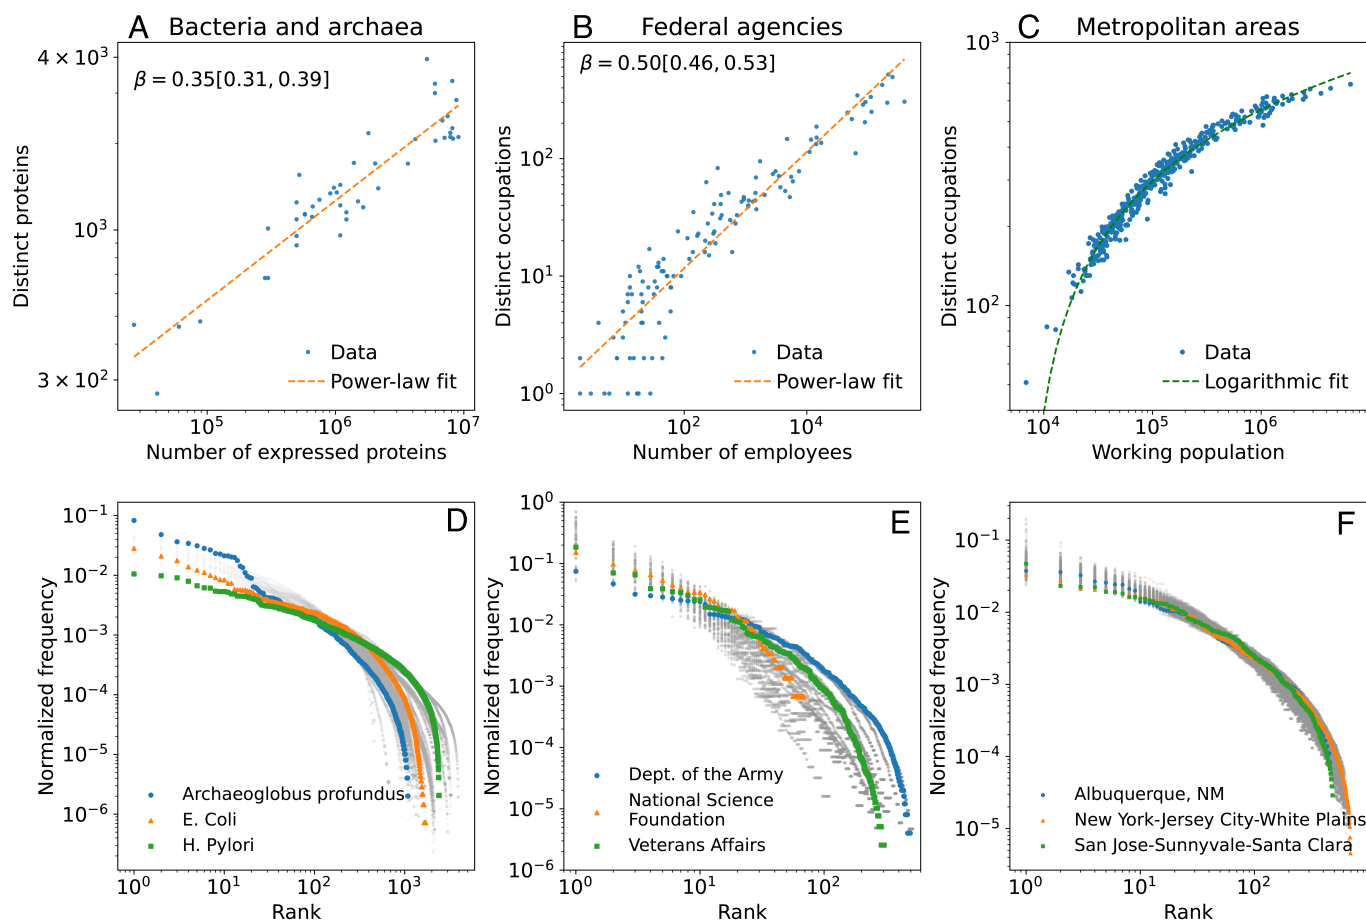 A Bacteria and archaea
4 × 10³
10³
3 × 10²
β = 0.35[0.31, 0.39]
Data
Power-law fit
10⁵ 10⁶ 10⁷
Number of expressed proteins
Distinct proteins
B Federal agencies
β = 0.50[0.46, 0.53]
10²
10¹
10⁰
Data
Power-law fit
10² 10⁴
Number of employees
Distinct occupations
C Metropolitan areas
10³
10²
Data
Logarithmic fit
10⁴ 10⁵ 10⁶
Working population
Distinct occupations
D
10⁻¹
10⁻²
10⁻³
10⁻⁴
10⁻⁵
10⁻⁶
Archaeoglobus profundus
E. Coli
H. Pylori
10⁰ 10¹ 10² 10³
Rank
Normalized frequency
E
10⁰
10⁻¹
10⁻²
10⁻³
10⁻⁴
10⁻⁵
10⁻⁶
Dept. of the Army
National Science
Foundation
Veterans Affairs
10⁰ 10¹ 10²
Rank
Normalized frequency
F
10⁻¹
10⁻²
10⁻³
10⁻⁴
10⁻⁵
Albuquerque, NM
New York-Jersey City-White Plains
San Jose-Sunnyvale-Santa Clara
10⁰ 10¹ 10²
Rank
Normalized frequency